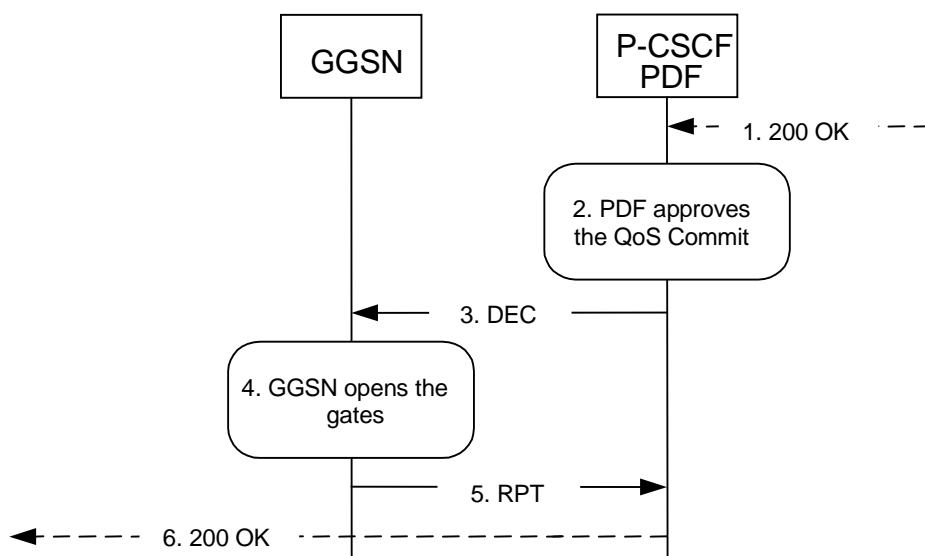 GGSN
P-CSCF
PDF
1. 200 OK
2. PDF approves
the QoS Commit
3. DEC
4. GGSN opens the
gates
5. RPT
6. 200 OK